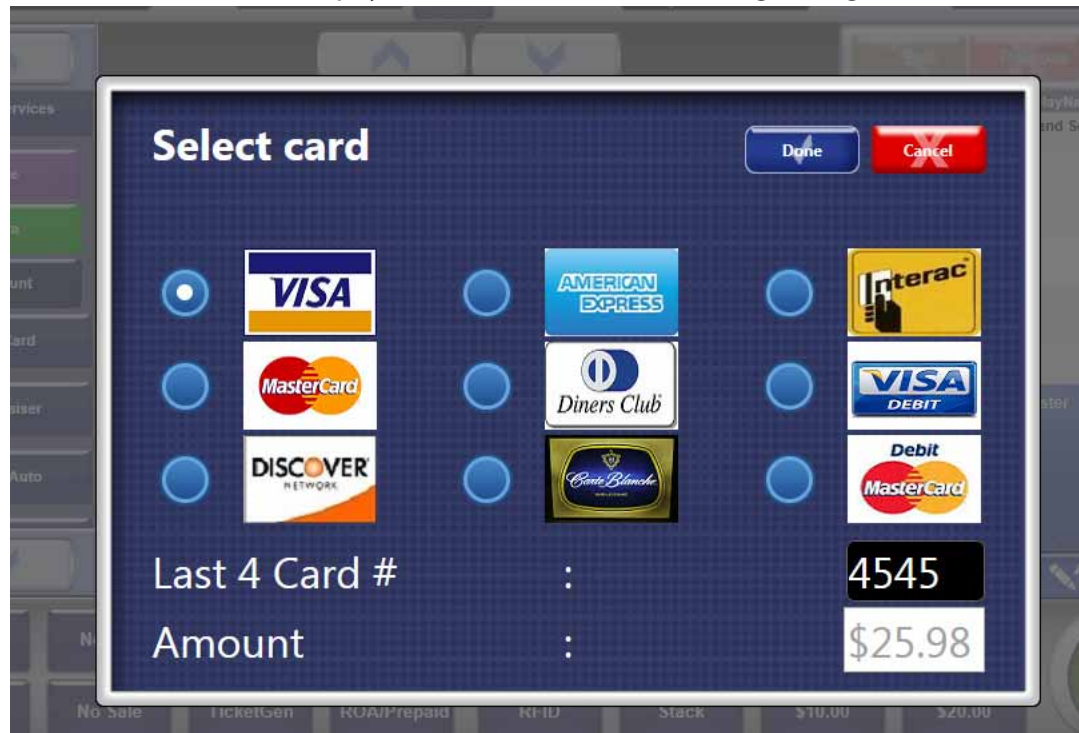 Select card
Done
Cancel
VISA
AMERICAN
EXPRESS
Interac
MasterCard
Diners Club
VISA
DEBIT
DISCOVER
NETWORK
Carte Blanche
Debit
MasterCard
Last 4 Card # : 4545
Amount : $25.98
No Sale TicketGen ROA/Prepaid RFID Stack $10.00 $20.00